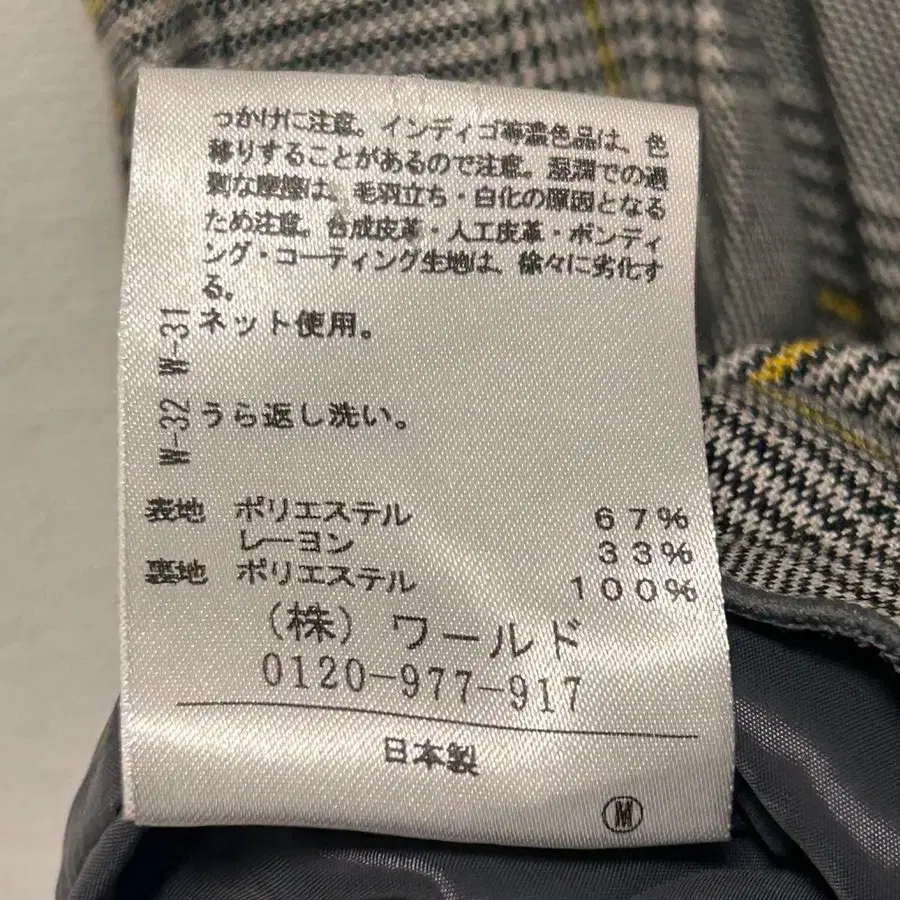 つかけに注意。インディゴ等濃色品は、色
移りすることがあるので注意。湿潤での過
剰な摩擦は、毛羽立ち・白化の原因となる
ため注意。合成皮革・人工皮革・ボンディ
ング・コーティング生地は、徐々に劣化す
る。
W-31 ネット使用。
W-32 うら返し洗い。
表地 ポリエステル 67%
レーヨン 33%
裏地 ポリエステル 100%
(株) ワールド
0120-977-917
日本製
M